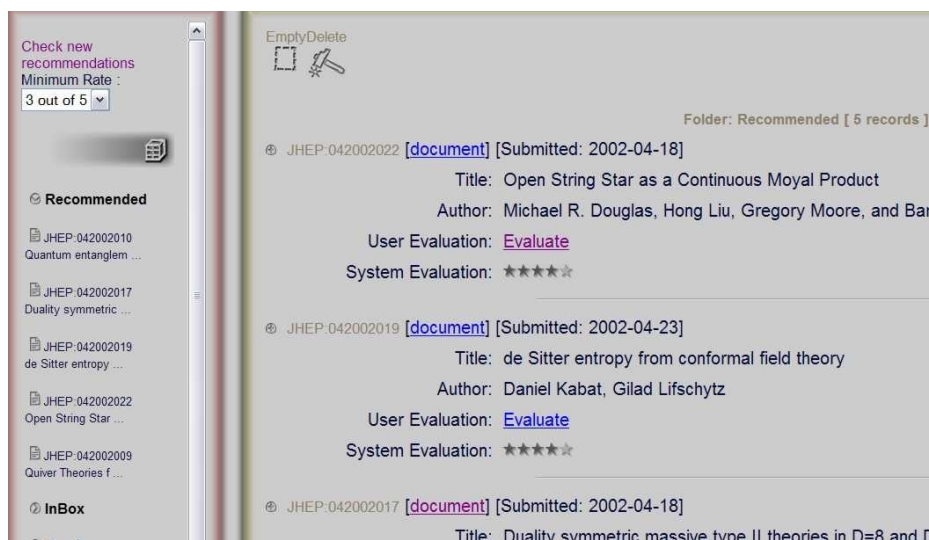 Check new
recommendations
Minimum Rate :
3 out of 5
Recommended
JHEP:042002010
Quantum entanglem ...
JHEP:042002017
Duality symmetric ...
JHEP:042002019
de Sitter entropy ...
JHEP:042002022
Open String Star ...
JHEP:042002009
Quiver Theories f ...
InBox
EmptyDelete
Folder: Recommended [ 5 records ]
JHEP:042002022 [document] [Submitted: 2002-04-18]
Title: Open String Star as a Continuous Moyal Product
Author: Michael R. Douglas, Hong Liu, Gregory Moore, and Bar
User Evaluation: Evaluate
System Evaluation: ★★★★☆
JHEP:042002019 [document] [Submitted: 2002-04-23]
Title: de Sitter entropy from conformal field theory
Author: Daniel Kabat, Gilad Lifschytz
User Evaluation: Evaluate
System Evaluation: ★★★★☆
JHEP:042002017 [document] [Submitted: 2002-04-18]
Title: Duality symmetric massive type II theories in D=8 and